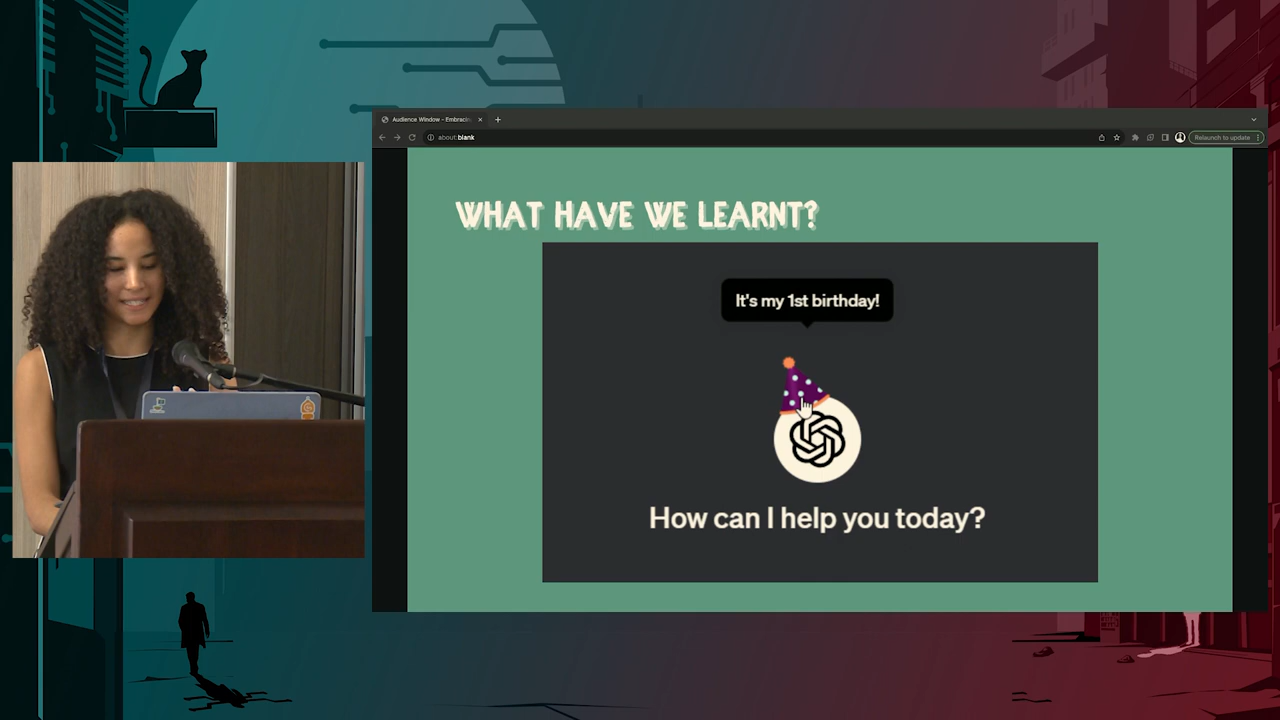 Audience Window - Embracin
about:blank
Relaunch to update
WHAT HAVE WE LEARNT?
It's my 1st birthday!
How can I help you today?